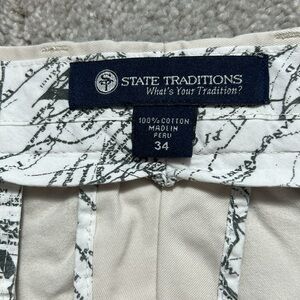 STATE TRADITIONS
What's Your Tradition?
100% COTTON
MADE IN
PERU
34